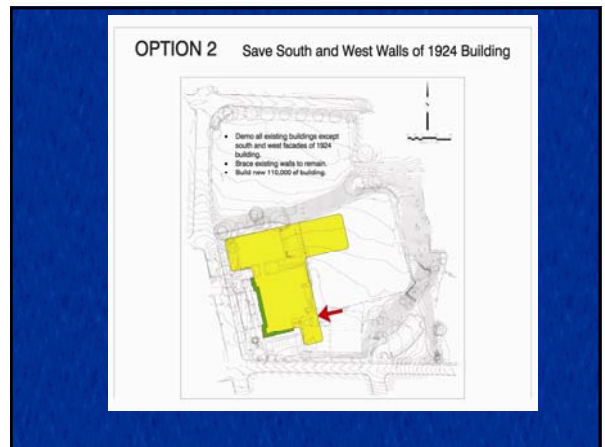 OPTION 2 Save South and West Walls of 1924 Building
• Demo all existing buildings except
south and west facades of 1924
building.
• Brace existing walls to remain.
• Build new 110,000 sf of building.